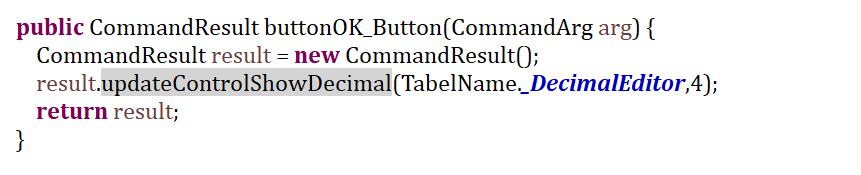 public CommandResult buttonOK_Button(CommandArg arg) {
CommandResult result = new CommandResult();
result.updateControlShowDecimal(TabelName._DecimalEditor,4);
return result;
}